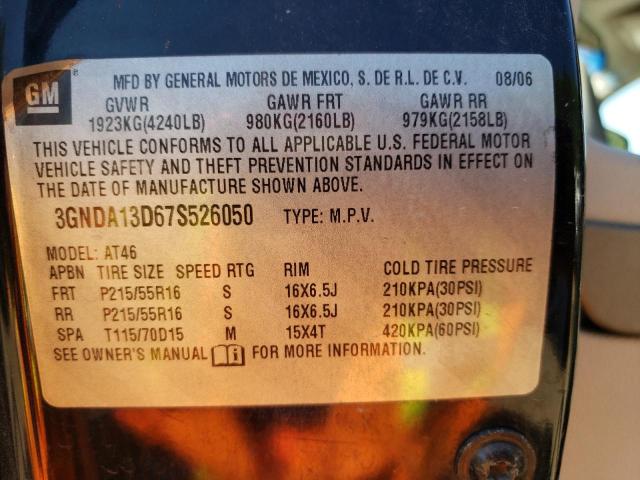 GM
MFD BY GENERAL MOTORS DE MEXICO, S. DE R.L. DE C.V. 08/06
GVWR GAWR FRT GAWR RR
1923KG(4240LB) 980KG(2160LB) 979KG(2158LB)
THIS VEHICLE CONFORMS TO ALL APPLICABLE U.S. FEDERAL MOTOR
VEHICLE SAFETY AND THEFT PREVENTION STANDARDS IN EFFECT ON
THE DATE OF MANUFACTURE SHOWN ABOVE.
3GNDA13D67S526050 TYPE: M.P.V.
MODEL: AT46
APBN TIRE SIZE SPEED RTG RIM COLD TIRE PRESSURE
FRT P215/55R16 S 16X6.5J 210KPA(30PSI)
RR P215/55R16 S 16X6.5J 210KPA(30PSI)
SPA T115/70D15 M 15X4T 420KPA(60PSI)
SEE OWNER'S MANUAL FOR MORE INFORMATION.